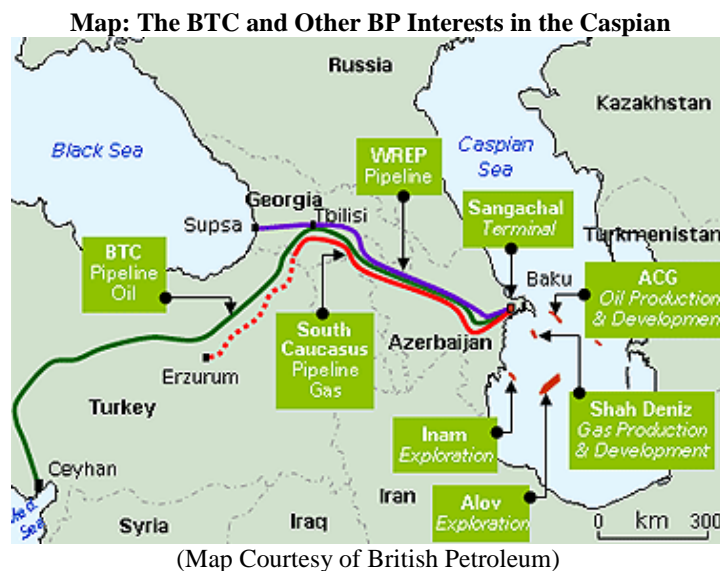 Map: The BTC and Other BP Interests in the Caspian
Russia
Kazakhstan
Black Sea
WREP
Pipeline
Caspian
Sea
Georgia
Tbilisi
Supsa
Sangachal
Terminal
Turkmenistan
BTC
Pipeline
Oil
Baku
ACG
Oil Production
& Development
South
Caucasus
Pipeline
Gas
Azerbaijan
Erzurum
Turkey
Inam
Exploration
Shah Deniz
Gas Production
& Development
Ceyhan
Alov
Exploration
Iran
Syria
Iraq
Sea
0 km 300
(Map Courtesy of British Petroleum)